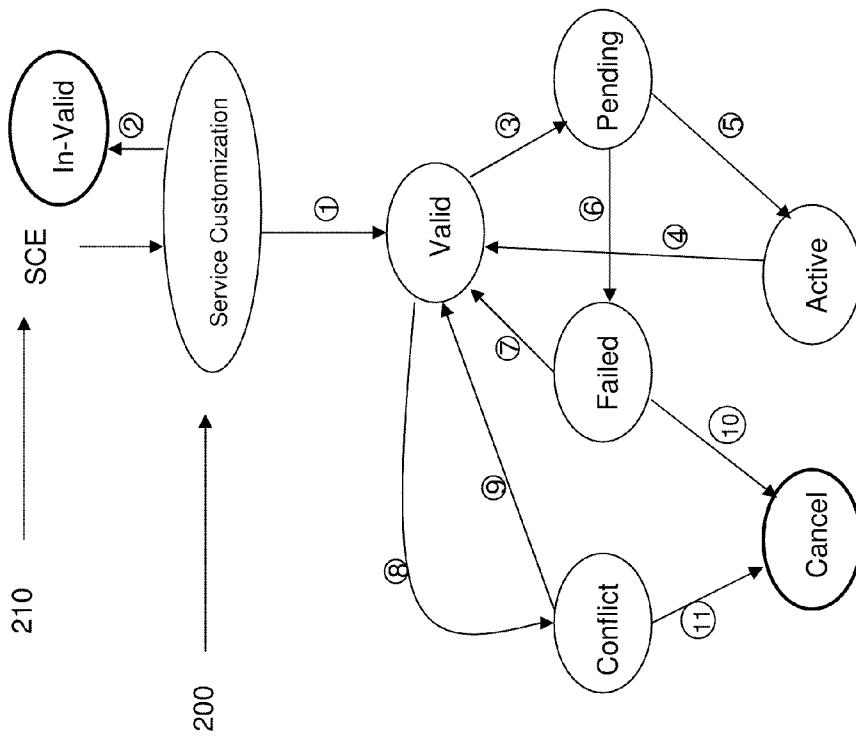 210
SCE
In-Valid
②
200
Service Customization
①
Valid
③
⑧
⑨
⑦
④
Conflict
Failed
⑥
Pending
⑪
⑩
⑤
Cancel
Active